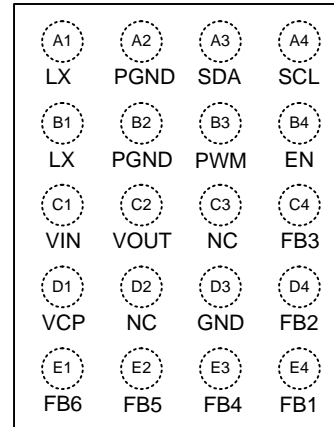 A1 A2 A3 A4
LX PGND SDA SCL
B1 B2 B3 B4
LX PGND PWM EN
C1 C2 C3 C4
VIN VOUT NC FB3
D1 D2 D3 D4
VCP NC GND FB2
E1 E2 E3 E4
FB6 FB5 FB4 FB1